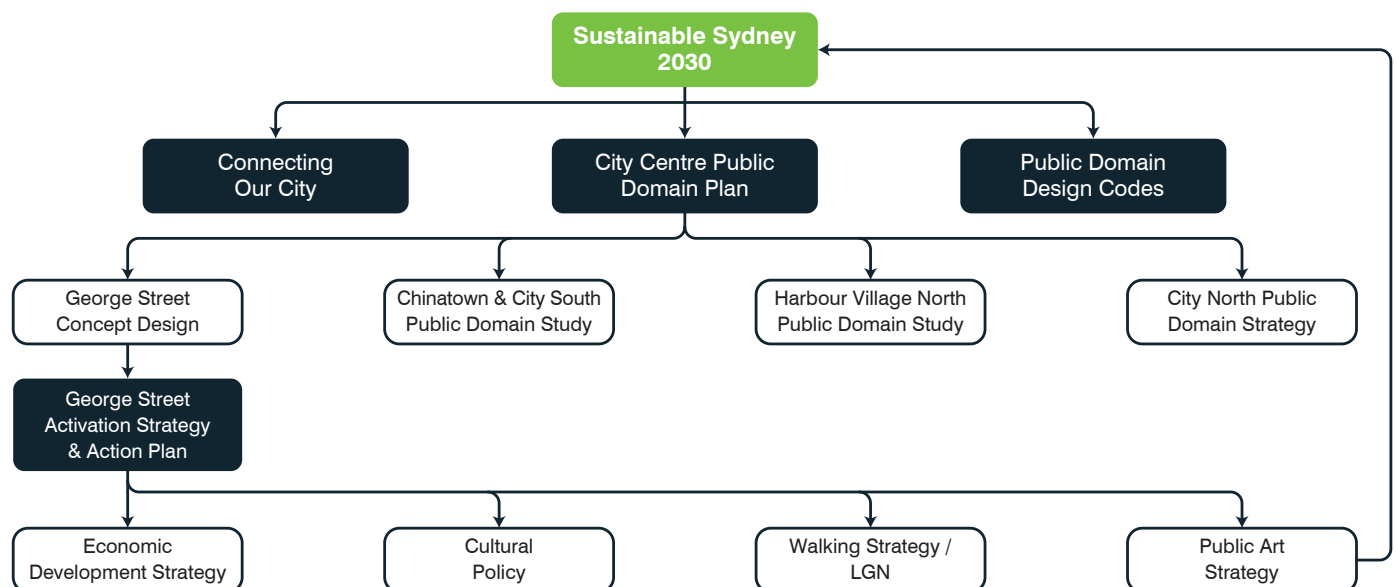 Sustainable Sydney
2030
Connecting
Our City
City Centre Public
Domain Plan
Public Domain
Design Codes
George Street
Concept Design
Chinatown & City South
Public Domain Study
Harbour Village North
Public Domain Study
City North Public
Domain Strategy
George Street
Activation Strategy
& Action Plan
Economic
Development Strategy
Cultural
Policy
Walking Strategy /
LGN
Public Art
Strategy